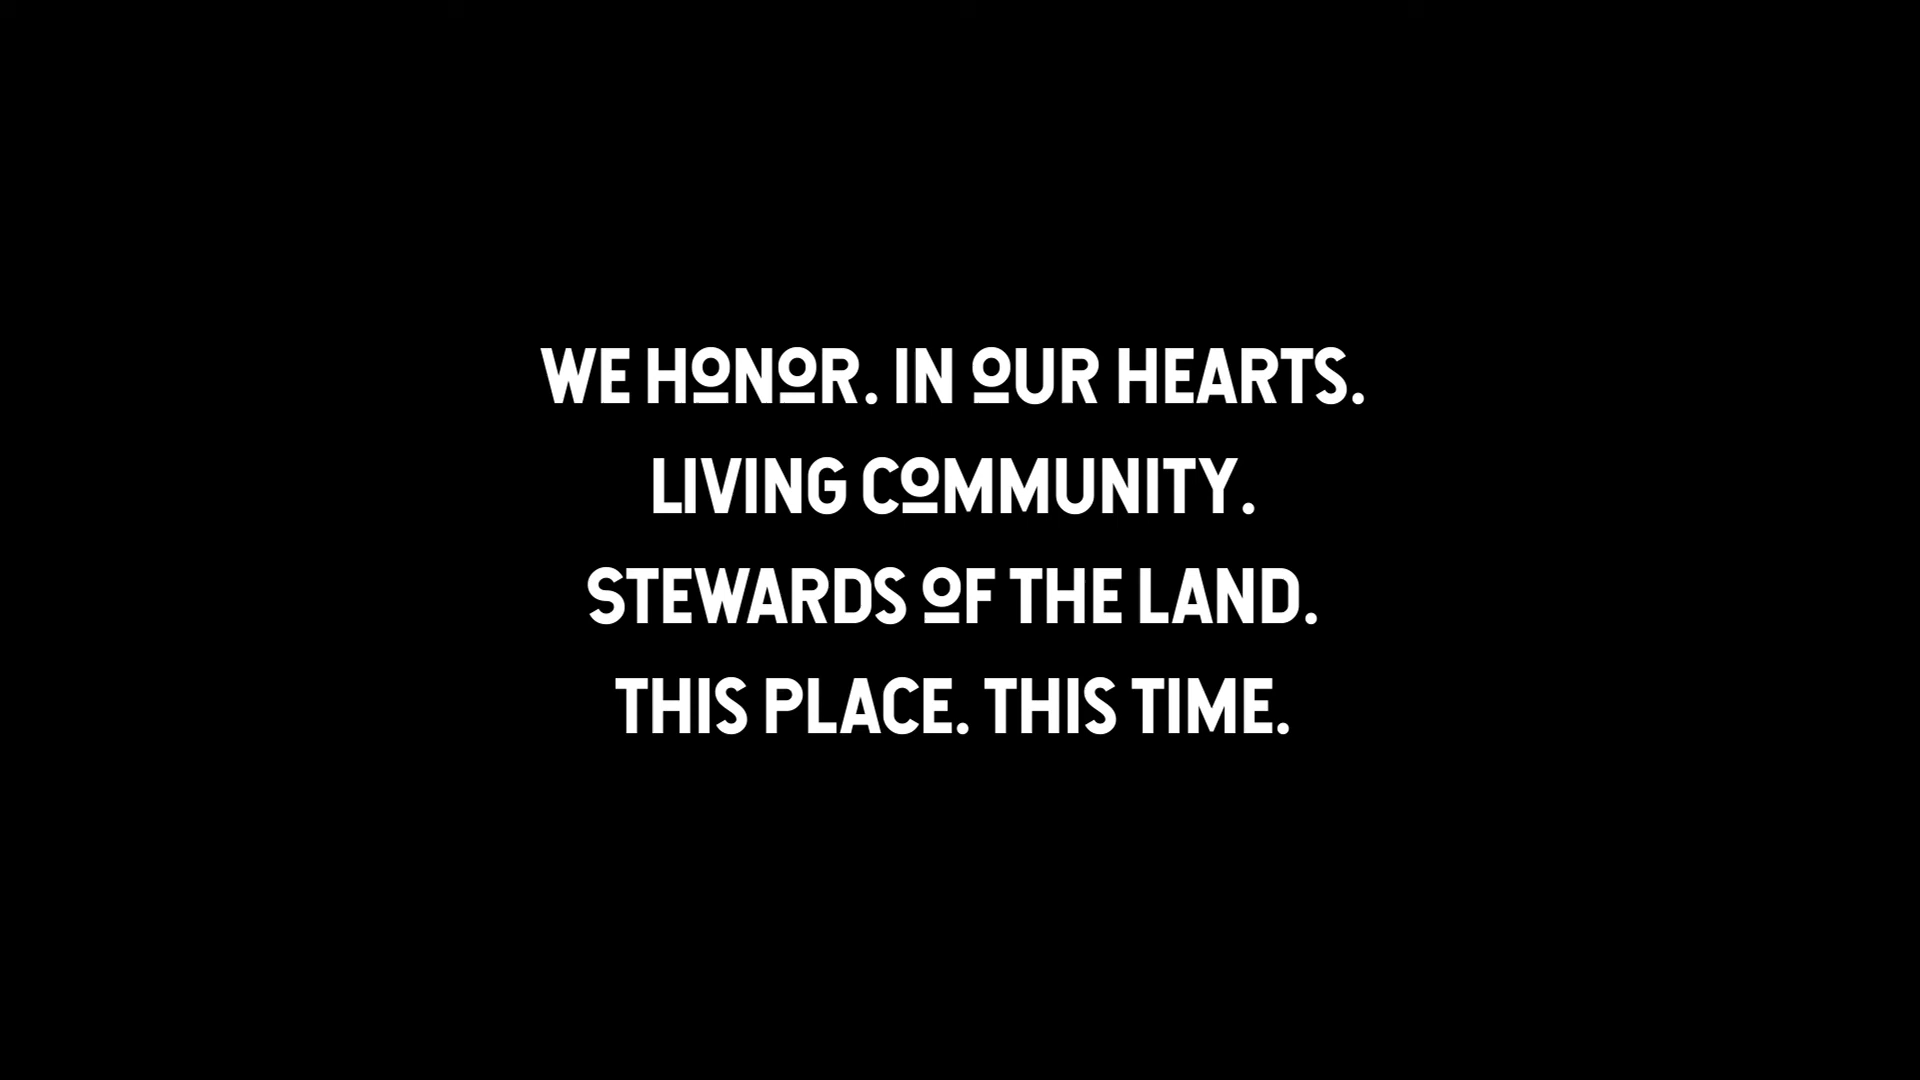 WE HONOR. IN OUR HEARTS.
LIVING COMMUNITY.
STEWARDS OF THE LAND.
THIS PLACE. THIS TIME.